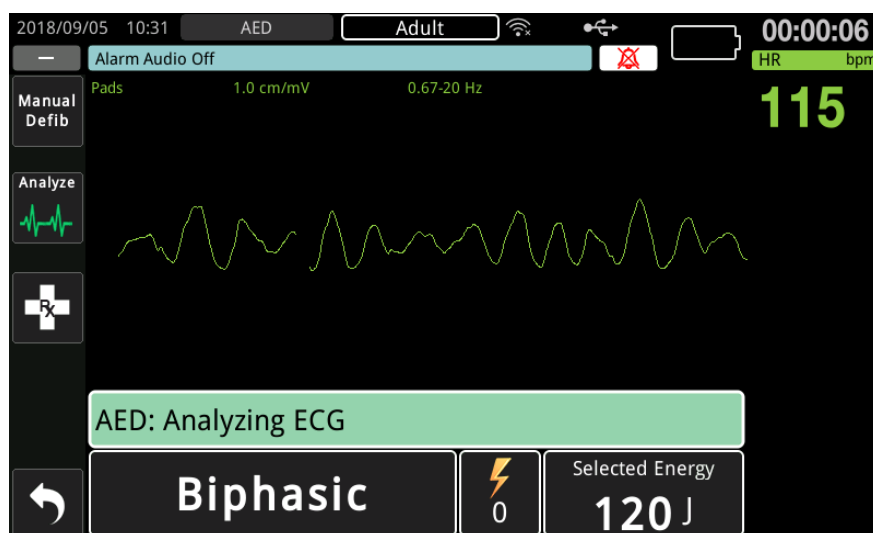 2018/09/05 10:31 AED Adult 00:00:06
Alarm Audio Off
HR bpm
115
Pads 1.0 cm/mV 0.67-20 Hz
Manual
Defib
Analyze
Rx
AED: Analyzing ECG
Biphasic
0
Selected Energy
120 J